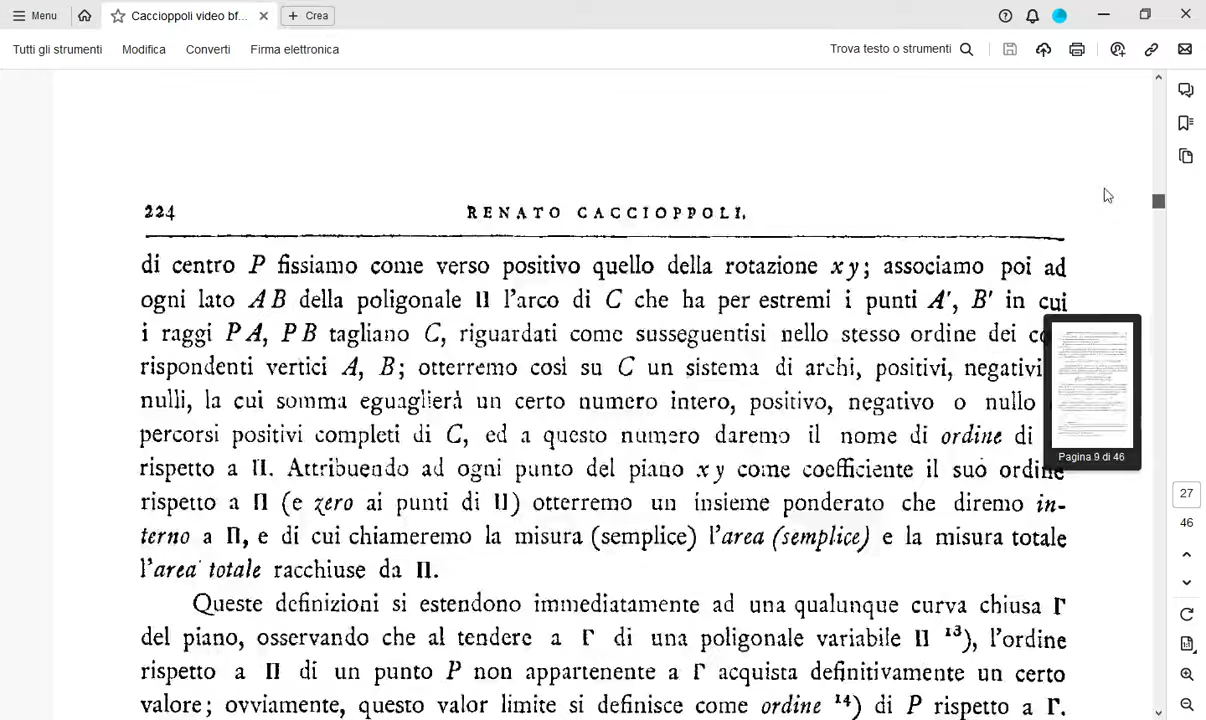 Menu
Caccioppoli video bf...
Crea
Tutti gli strumenti
Modifica
Converti
Firma elettronica
Trova testo o strumenti
224
RENATO CACCIOPPOLI.
di centro P fissiamo come verso positivo quello della rotazione x y; associamo poi ad
ogni lato A B della poligonale Π l'arco di C che ha per estremi i punti A', B' in cui
i raggi P A, P B tagliano C, riguardati come susseguentisi nello stesso ordine dei
rispondenti vertici A, B; otterremo così su C un sistema di archi, positivi, negativi
nulli, la cui somma eguaglierà un certo numero intero, positivo, negativo o nullo
percorsi positivi completi di C, ed a questo numero daremo il nome di ordine di
rispetto a Π. Attribuendo ad ogni punto del piano x y come coefficiente il suo ordine
rispetto a Π (e zero ai punti di Π) otterremo un insieme ponderato che diremo in-
terno a Π, e di cui chiameremo la misura (semplice) l'area (semplice) e la misura totale
l'area totale racchiuse da Π.
Queste definizioni si estendono immediatamente ad una qualunque curva chiusa Γ
del piano, osservando che al tendere a Γ di una poligonale variabile Π ¹³), l'ordine
rispetto a Π di un punto P non appartenente a Γ acquista definitivamente un certo
valore; ovviamente, questo valor limite si definisce come ordine ¹⁴) di P rispetto a Γ.
Pagina 9 di 46
27
46